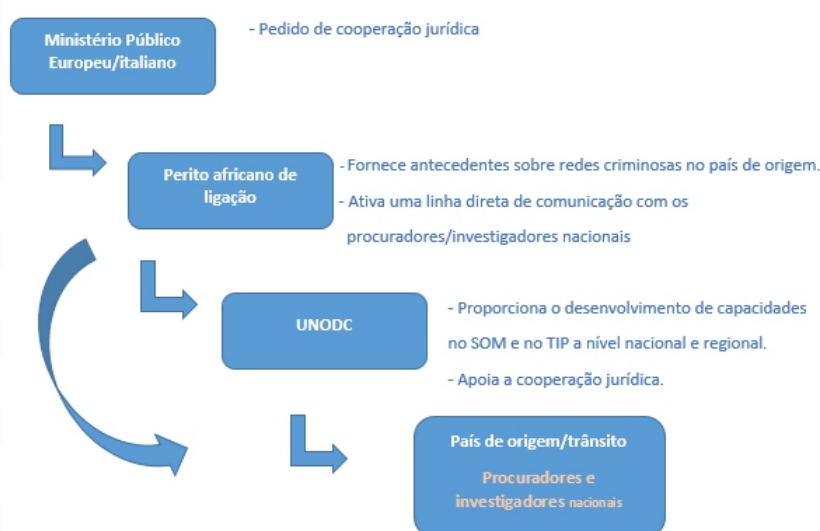 Ministério Público
Europeu/italiano
- Pedido de cooperação jurídica
Perito africano de
ligação
- Fornece antecedentes sobre redes criminosas no país de origem.
- Ativa uma linha direta de comunicação com os
procuradores/investigadores nacionais
UNODC
- Proporciona o desenvolvimento de capacidades
no SOM e no TIP a nível nacional e regional.
- Apoia a cooperação jurídica.
País de origem/trânsito
Procuradores e
investigadores nacionais